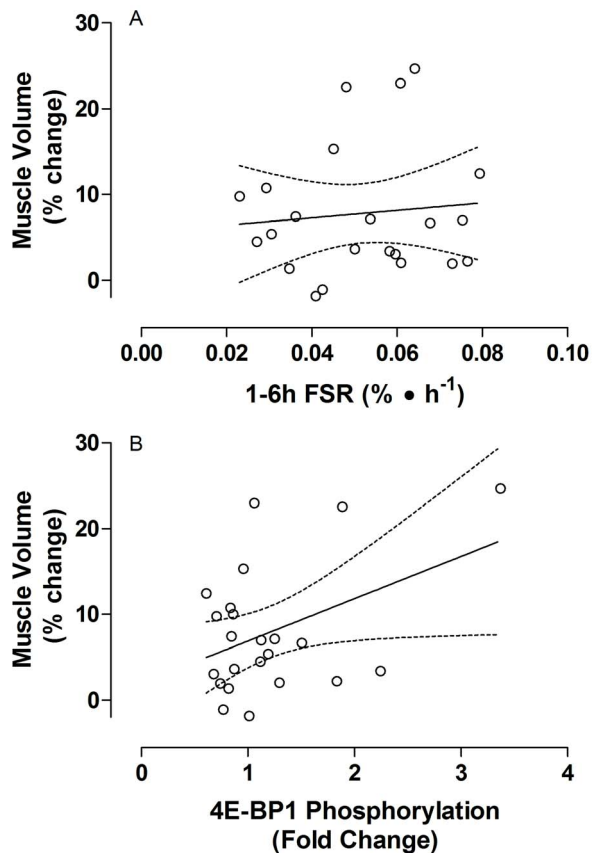 A
30
20
10
0
Muscle Volume
(% change)
0.00 0.02 0.04 0.06 0.08 0.10
1-6h FSR (% ● h⁻¹)
B
30
20
10
0
Muscle Volume
(% change)
0 1 2 3 4
4E-BP1 Phosphorylation
(Fold Change)